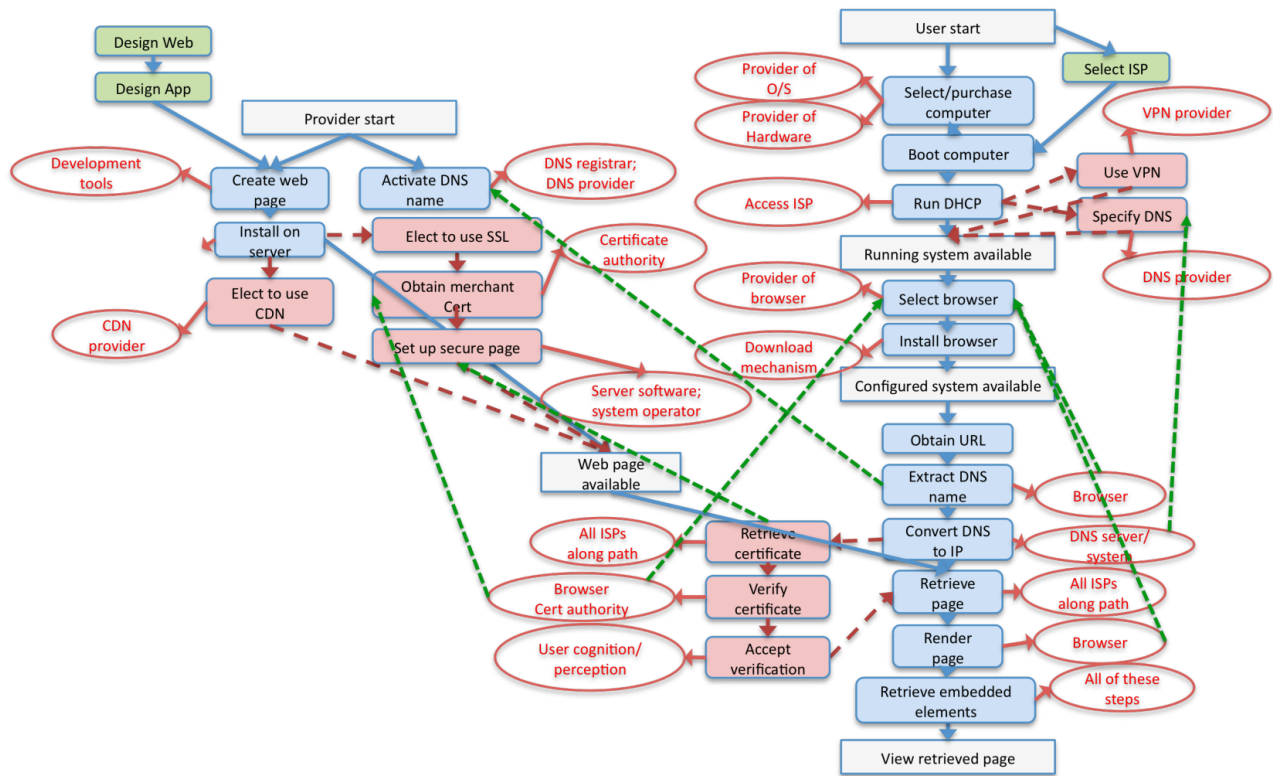 Design Web
Design App
Provider start
Development
tools
Create web
page
Activate DNS
name
DNS registrar;
DNS provider
Install on
server
Elect to use SSL
Certificate
authority
Elect to use
CDN
Obtain merchant
Cert
CDN
provider
Set up secure page
Server software;
system operator
Web page
available
User start
Select ISP
Provider of
O/S
Select/purchase
computer
Provider of
Hardware
VPN provider
Boot computer
Use VPN
Access ISP
Run DHCP
Specify DNS
Running system available
DNS provider
Provider of
browser
Select browser
Install browser
Download
mechanism
Configured system available
Obtain URL
Extract DNS
name
Browser
All ISPs
along path
Retrieve
certificate
Convert DNS
to IP
DNS server/
system
Browser
Cert authority
Verify
certificate
Retrieve
page
All ISPs
along path
User cognition/
perception
Accept
verification
Render
page
Browser
Retrieve embedded
elements
All of these
steps
View retrieved page